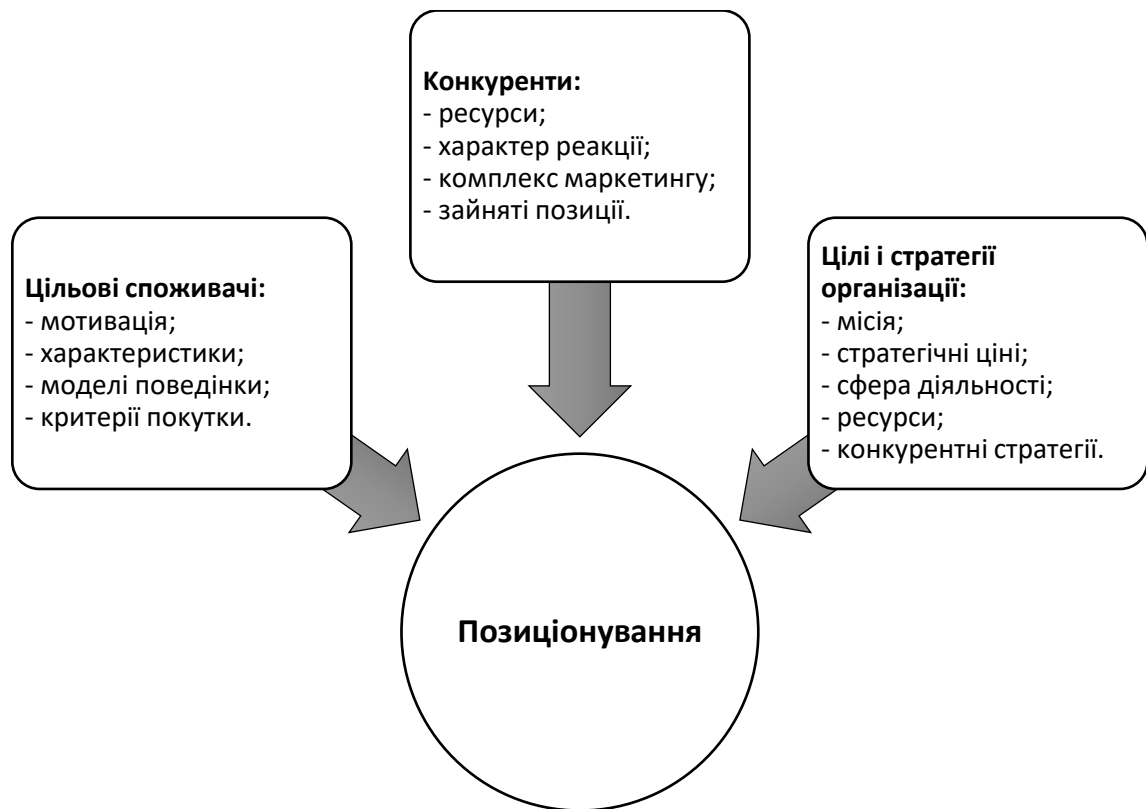 Конкуренти:
- ресурси;
- характер реакції;
- комплекс маркетингу;
- зайняті позиції.
Цільові споживачі:
- мотивація;
- характеристики;
- моделі поведінки;
- критерії покутки.
Цілі і стратегії
організації:
- місія;
- стратегічні ціні;
- сфера діяльності;
- ресурси;
- конкурентні стратегії.
Позиціонування